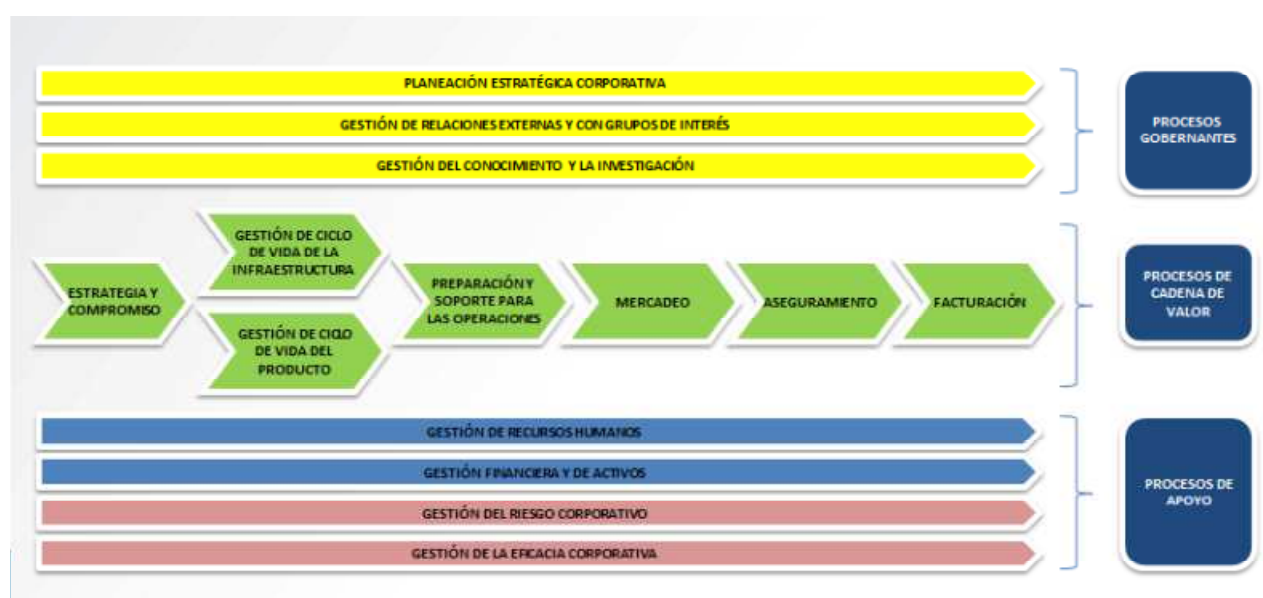 PLANEACIÓN ESTRATÉGICA CORPORATIVA
GESTIÓN DE RELACIONES EXTERNAS Y CON GRUPOS DE INTERÉS
GESTIÓN DEL CONOCIMIENTO Y LA INVESTIGACIÓN
PROCESOS
GOBERNANTES
ESTRATEGIA Y
COMPROMISO
GESTIÓN DE CICLO
DE VIDA DE LA
INFRAESTRUCTURA
GESTIÓN DE CICLO
DE VIDA DEL
PRODUCTO
PREPARACIÓN Y
SOPORTE PARA
LAS OPERACIONES
MERCADEO
ASEGURAMIENTO
FACTURACIÓN
PROCESOS DE
CADENA DE
VALOR
GESTIÓN DE RECURSOS HUMANOS
GESTIÓN FINANCIERA Y DE ACTIVOS
GESTIÓN DEL RIESGO CORPORATIVO
GESTIÓN DE LA EFICACIA CORPORATIVA
PROCESOS DE
APOYO